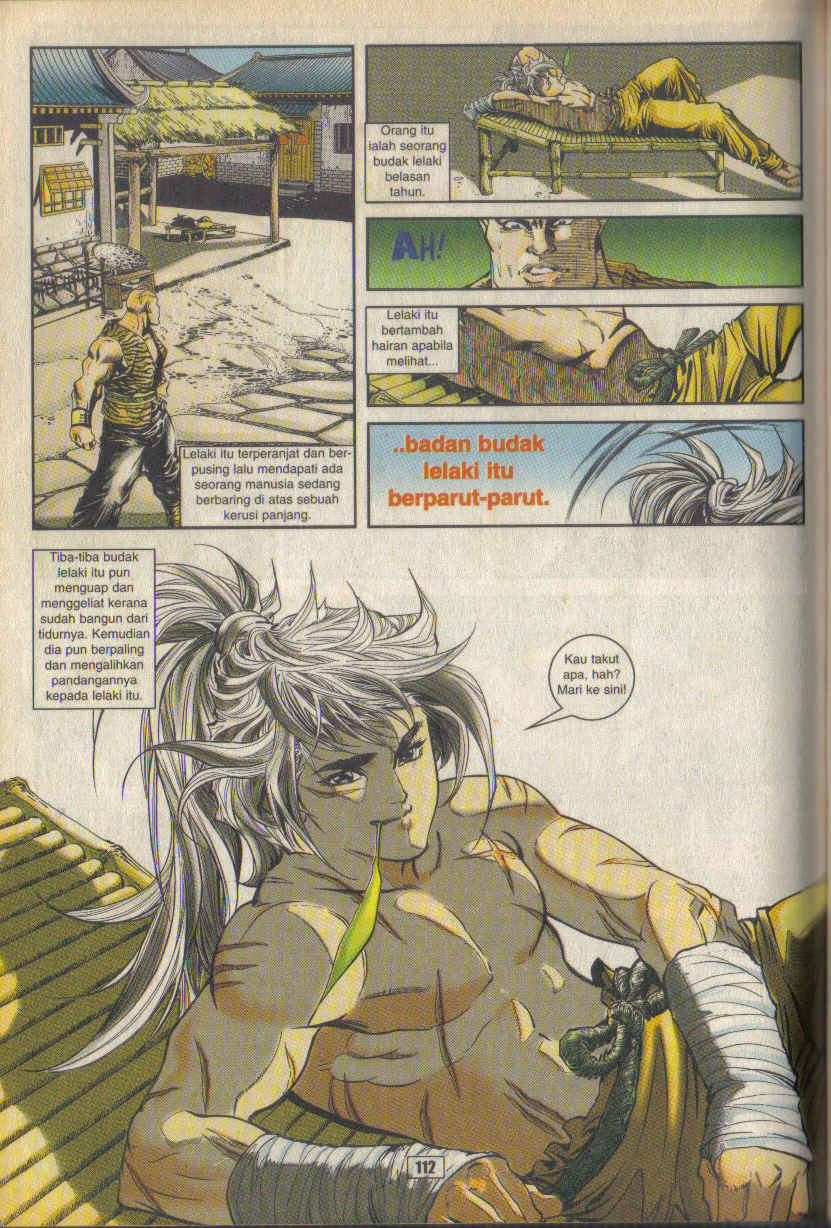 Lelaki itu terperanjat dan ber-
pusing lalu mendapati ada
seorang manusia sedang
berbaring di atas sebuah
kerusi panjang.
Orang itu
ialah seorang
budak lelaki
belasan
tahun.
AH!
Lelaki itu
bertambah
hairan apabila
melihat...
..badan budak
lelaki itu
berparut-parut.
Tiba-tiba budak
lelaki itu pun
menguap dan
menggeliat kerana
sudah bangun dari
tidurnya. Kemudian
dia pun berpaling
dan mengalihkan
pandangannya
kepada lelaki itu.
Kau takut
apa, hah?
Mari ke sini!
112